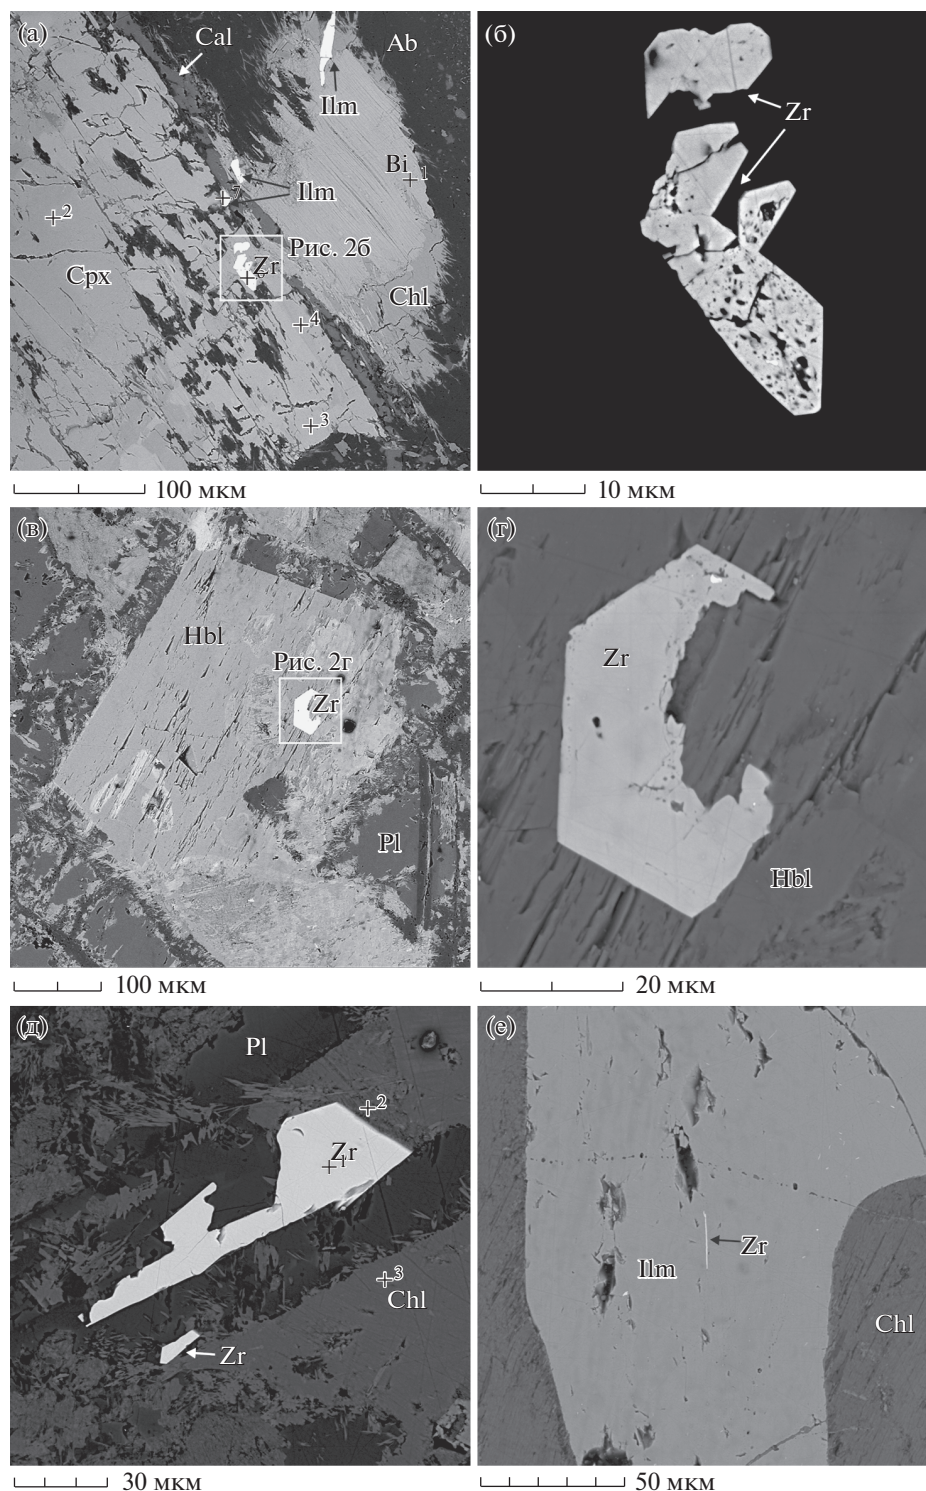 (а)
Cal
Ab
Ilm
Bi
1
7
Ilm
2
Рис. 2б
Zr
Cpx
Chl
4
3
100 мкм
(б)
Zr
10 мкм
(в)
Hbl
Рис. 2г
Zr
Pl
100 мкм
(г)
Zr
Hbl
20 мкм
(д)
Pl
2
Zr
1
3
Chl
Zr
30 мкм
(е)
Zr
Ilm
Chl
50 мкм